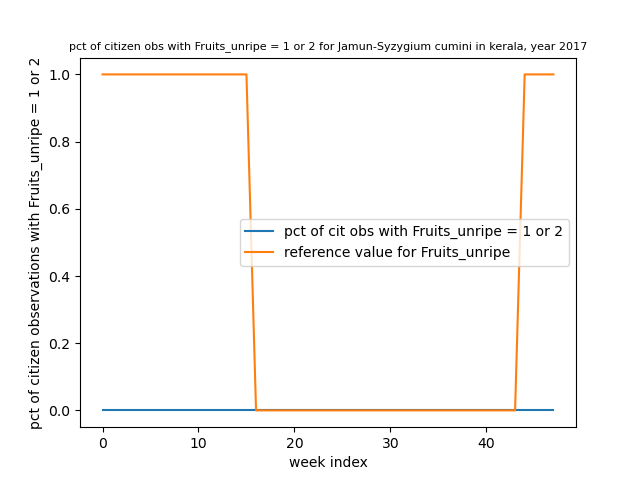 pct of citizen obs with Fruits_unripe = 1 or 2 for Jamun-Syzygium cumini in kerala, year 2017
pct of citizen observations with Fruits_unripe = 1 or 2
1.0
0.8
0.6
0.4
0.2
0.0
pct of cit obs with Fruits_unripe = 1 or 2
reference value for Fruits_unripe
0 10 20 30 40
week index